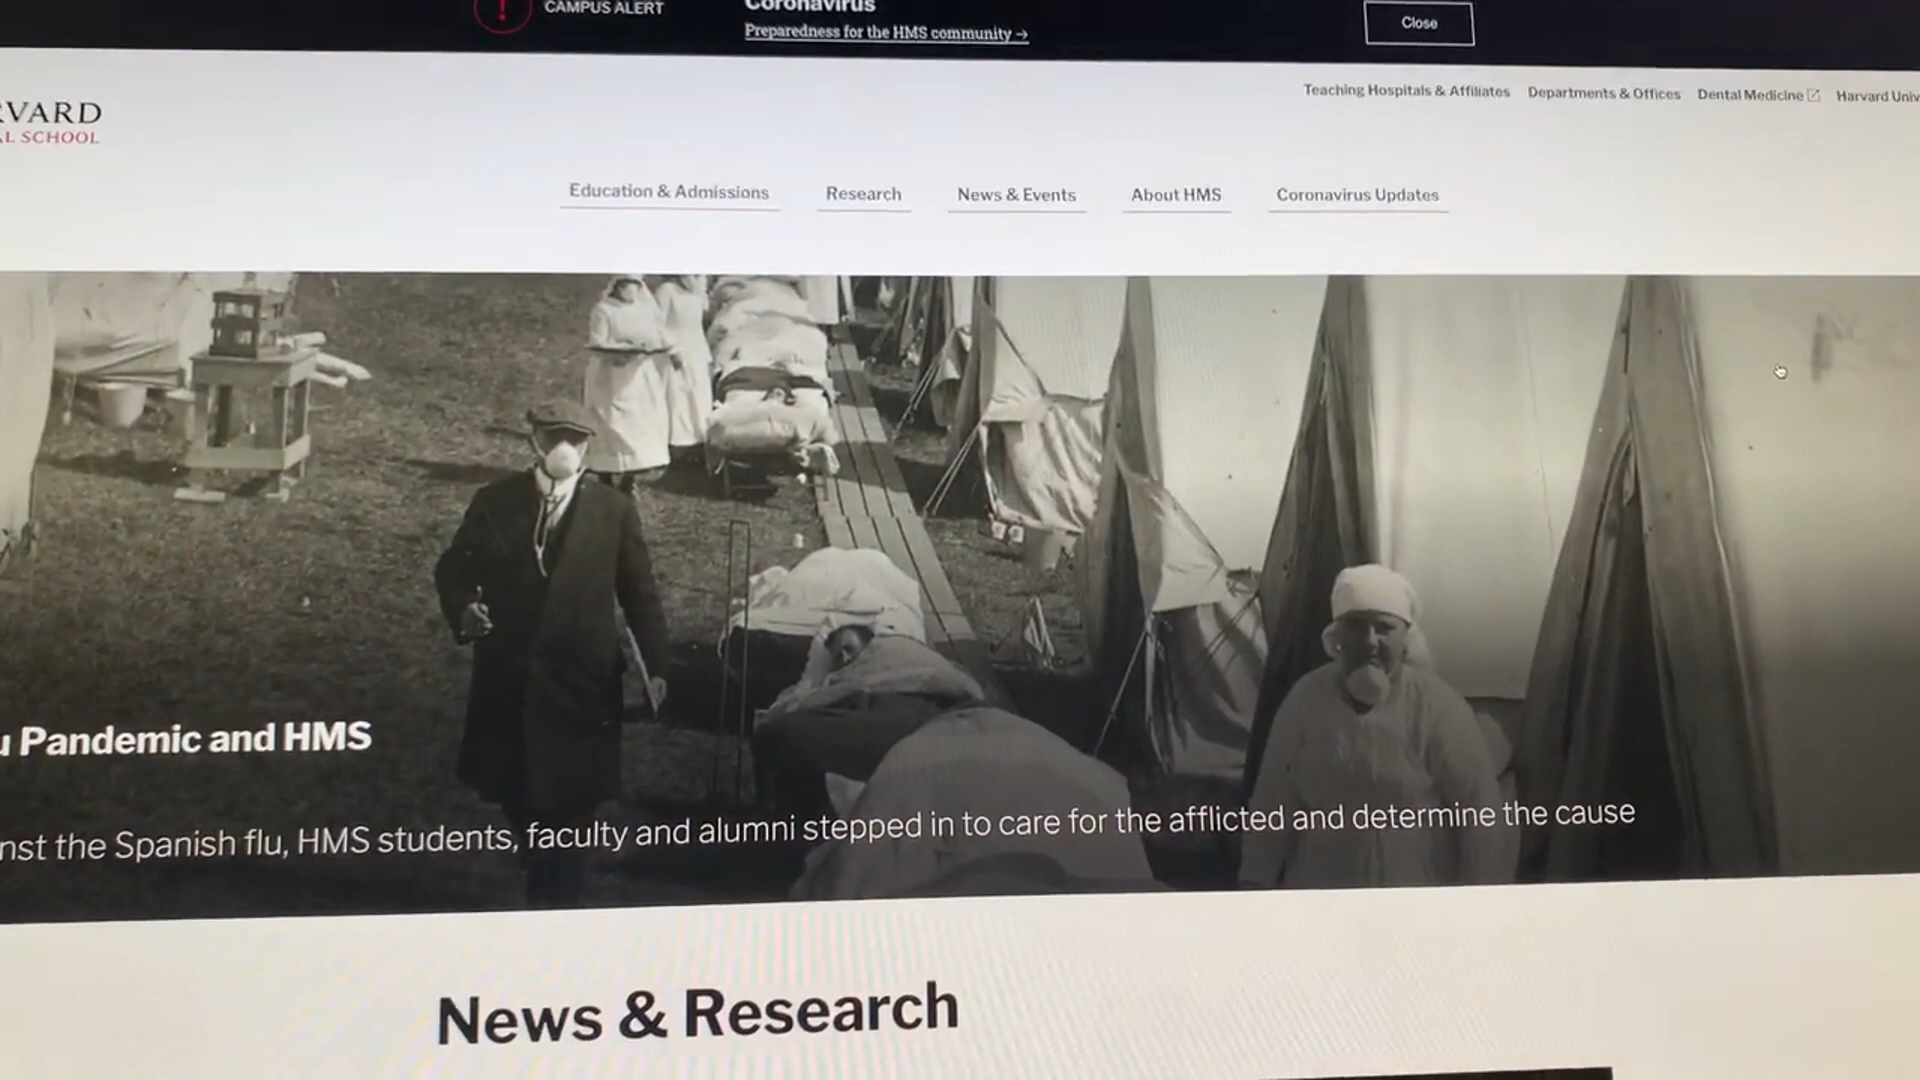 CAMPUS ALERT
Coronavirus
Preparedness for the HMS community →
Close
Teaching Hospitals & Affiliates Departments & Offices Dental Medicine Harvard Univ
RVARD
AL SCHOOL
Education & Admissions Research News & Events About HMS Coronavirus Updates
u Pandemic and HMS
nst the Spanish flu, HMS students, faculty and alumni stepped in to care for the afflicted and determine the cause
News & Research